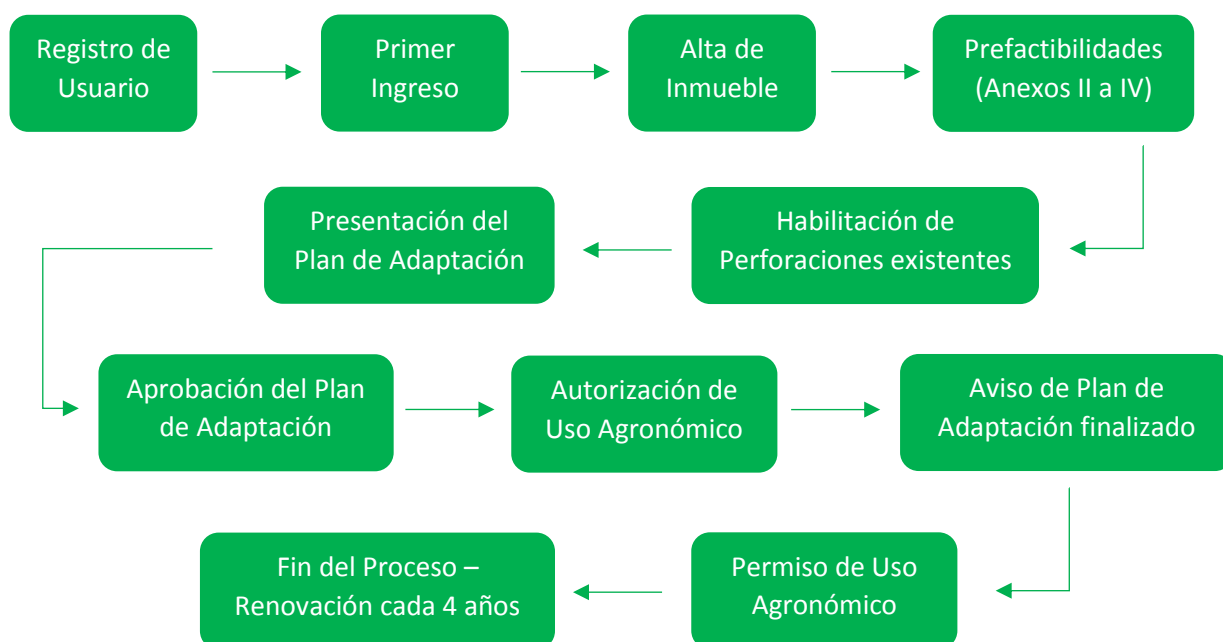 Registro de
Usuario
Primer
Ingreso
Alta de
Inmueble
Prefactibilidades
(Anexos II a IV)
Habilitación de
Perforaciones existentes
Presentación del
Plan de Adaptación
Aprobación del Plan
de Adaptación
Autorización de
Uso Agronómico
Aviso de Plan de
Adaptación finalizado
Permiso de Uso
Agronómico
Fin del Proceso –
Renovación cada 4 años